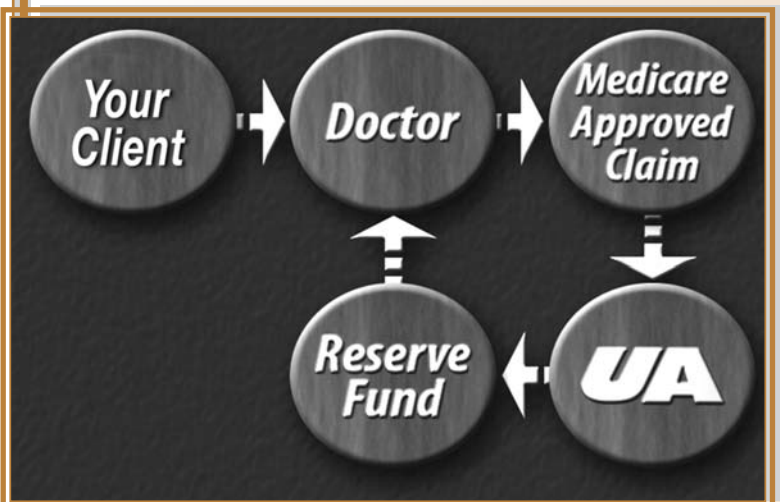 Your
Client
Doctor
Medicare
Approved
Claim
Reserve
Fund
UA